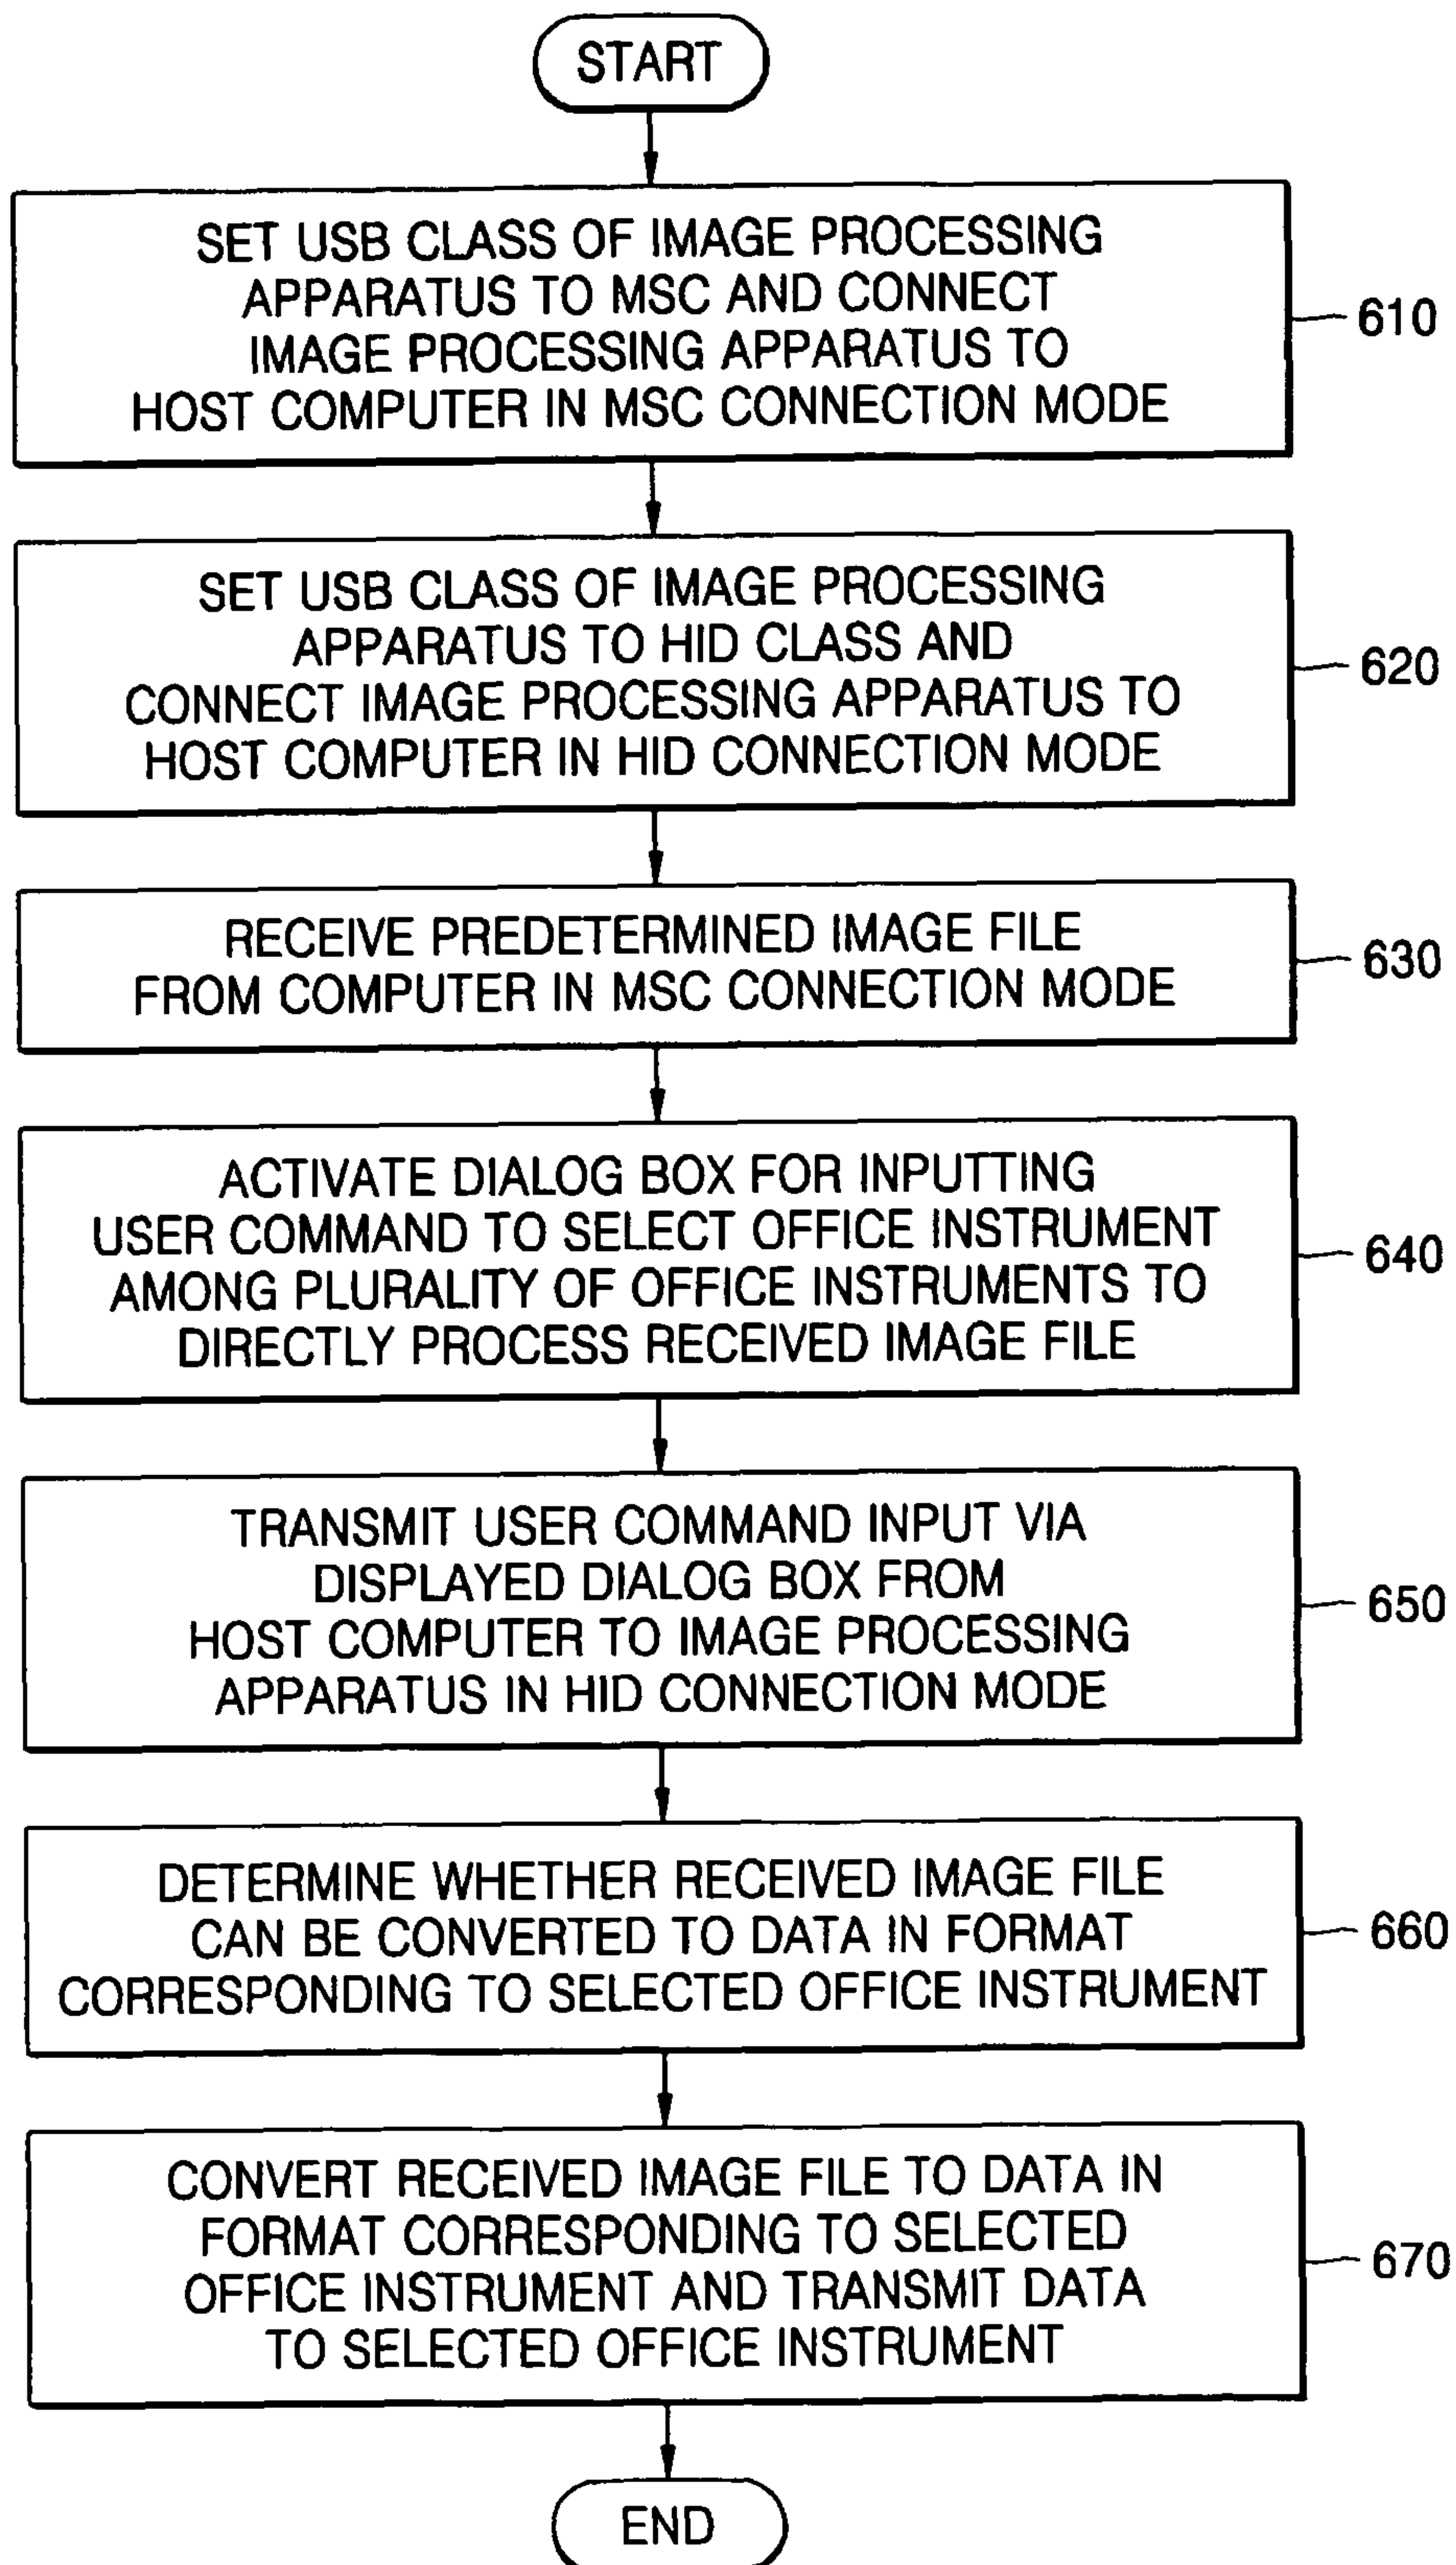 START
SET USB CLASS OF IMAGE PROCESSING
APPARATUS TO MSC AND CONNECT
IMAGE PROCESSING APPARATUS TO
HOST COMPUTER IN MSC CONNECTION MODE
610
SET USB CLASS OF IMAGE PROCESSING
APPARATUS TO HID CLASS AND
CONNECT IMAGE PROCESSING APPARATUS TO
HOST COMPUTER IN HID CONNECTION MODE
620
RECEIVE PREDETERMINED IMAGE FILE
FROM COMPUTER IN MSC CONNECTION MODE
630
ACTIVATE DIALOG BOX FOR INPUTTING
USER COMMAND TO SELECT OFFICE INSTRUMENT
AMONG PLURALITY OF OFFICE INSTRUMENTS TO
DIRECTLY PROCESS RECEIVED IMAGE FILE
640
TRANSMIT USER COMMAND INPUT VIA
DISPLAYED DIALOG BOX FROM
HOST COMPUTER TO IMAGE PROCESSING
APPARATUS IN HID CONNECTION MODE
650
DETERMINE WHETHER RECEIVED IMAGE FILE
CAN BE CONVERTED TO DATA IN FORMAT
CORRESPONDING TO SELECTED OFFICE INSTRUMENT
660
CONVERT RECEIVED IMAGE FILE TO DATA IN
FORMAT CORRESPONDING TO SELECTED
OFFICE INSTRUMENT AND TRANSMIT DATA
TO SELECTED OFFICE INSTRUMENT
670
END